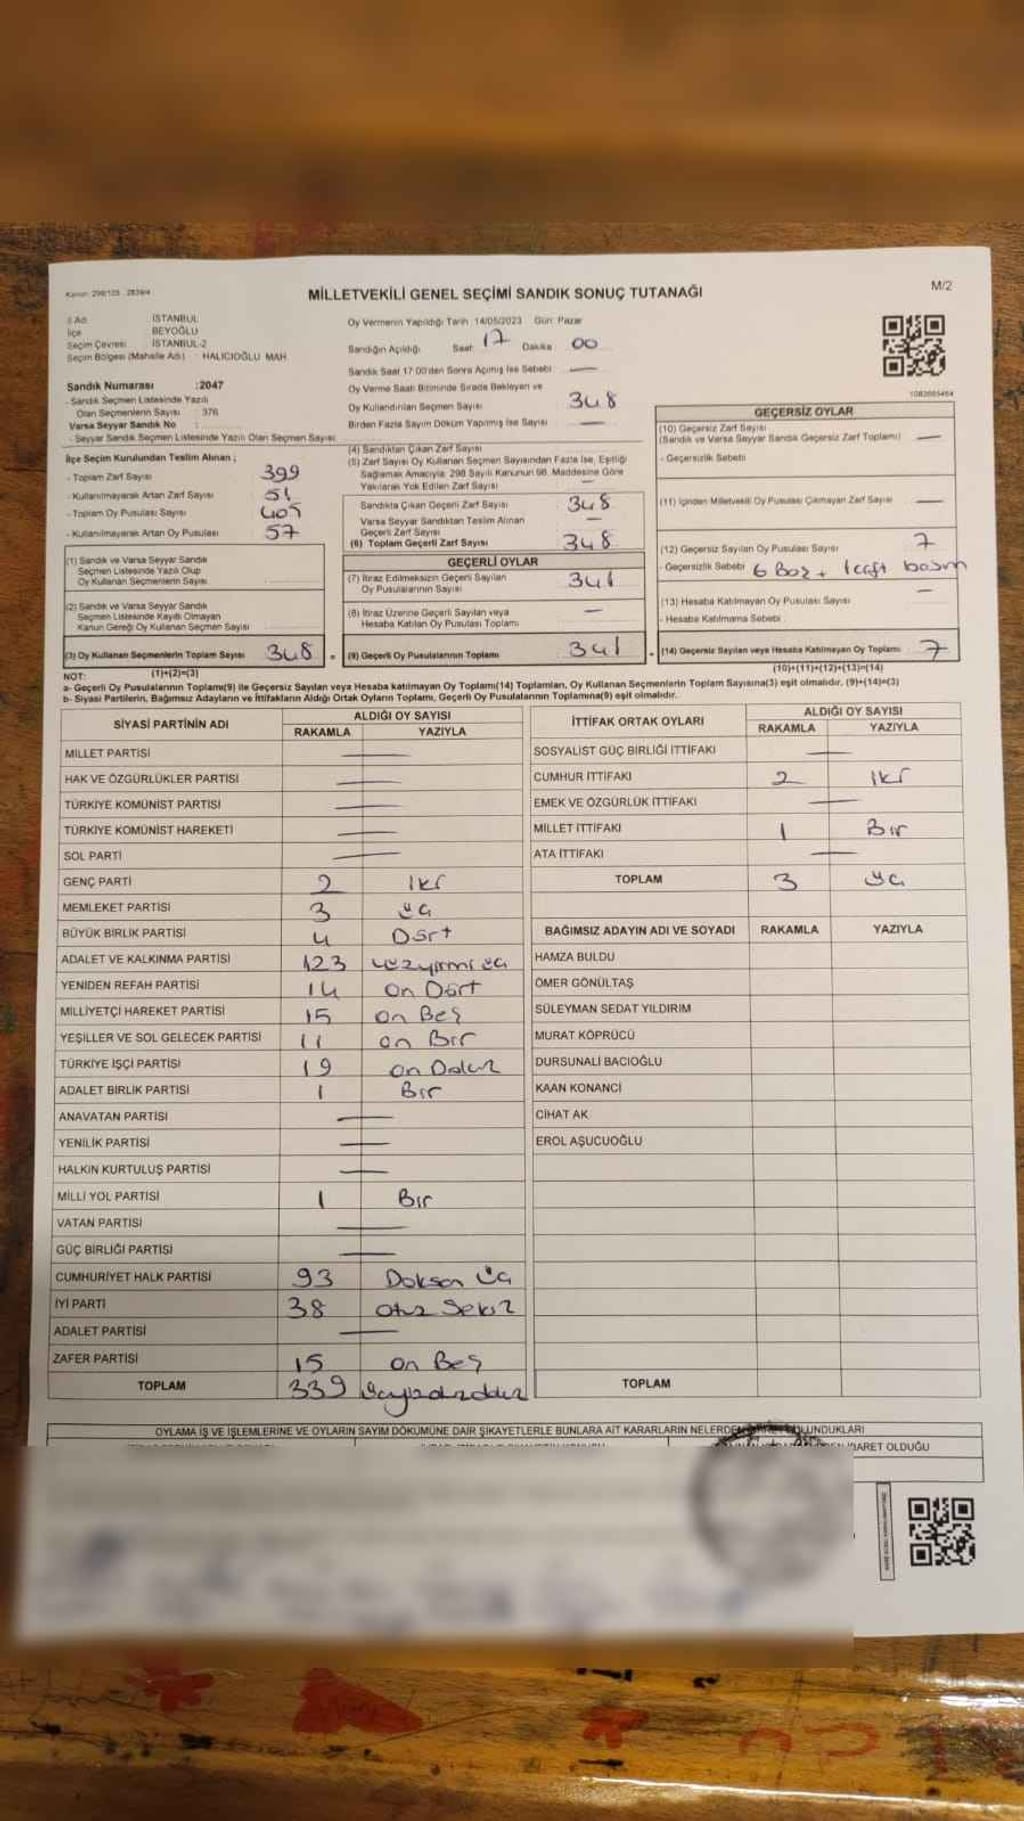 Kanun: 298/105 - 2839/4
MİLLETVEKİLİ GENEL SEÇİMİ SANDIK SONUÇ TUTANAĞI
M/2
İl Adı : İSTANBUL
İlçe : BEYOĞLU
Seçim Çevresi : İSTANBUL-2
Seçim Bölgesi (Mahalle Adı) : HALICIOĞLU MAH.
Oy Vermenin Yapıldığı Tarih :14/05/2023 Gün: Pazar
Sandığın Açıldığı Saat: 17 Dakika: 00
Sandık Saat 17:00'den Sonra Açılmış İse Sebebi: —
Oy Verme Saati Bitiminde Sırada Bekleyen ve
Oy Kullandırılan Seçmen Sayısı 348
Birden Fazla Sayım Döküm Yapılmış İse Sayısı —
Sandık Numarası :2047
- Sandık Seçmen Listesinde Yazılı
Olan Seçmenlerin Sayısı : 376
Varsa Seyyar Sandık No :
- Seyyar Sandık Seçmen Listesinde Yazılı Olan Seçmen Sayısı
İlçe Seçim Kurulundan Teslim Alınan ;
- Toplam Zarf Sayısı 399
- Kullanılmayarak Artan Zarf Sayısı 51
- Toplam Oy Pusulası Sayısı 405
- Kullanılmayarak Artan Oy Pusulası 57
(1) Sandık ve Varsa Seyyar Sandık
Seçmen Listesinde Yazılı Olup
Oy Kullanan Seçmenlerin Sayısı
(2) Sandık ve Varsa Seyyar Sandık
Seçmen Listesinde Kayıtlı Olmayan
Kanun Gereği Oy Kullanan Seçmen Sayısı
(3) Oy Kullanan Seçmenlerin Toplam Sayısı 348
(1)+(2)=(3)
(4) Sandıktan Çıkan Zarf Sayısı
(5) Zarf Sayısı Oy Kullanan Seçmen Sayısından Fazla İse, Eşitliği
Sağlamak Amacıyla 298 Sayılı Kanunun 98. Maddesine Göre
Yakılarak Yok Edilen Zarf Sayısı —
Sandıkta Çıkan Geçerli Zarf Sayısı 348
Varsa Seyyar Sandıktan Teslim Alınan
Geçerli Zarf Sayısı —
(6) Toplam Geçerli Zarf Sayısı 348
GEÇERLİ OYLAR
(7) İtiraz Edilmeksizin Geçerli Sayılan
Oy Pusulalarının Sayısı 341
(8) İtiraz Üzerine Geçerli Sayılan veya
Hesaba Katılan Oy Pusulası Toplamı —
(9) Geçerli Oy Pusulalarının Toplamı 341
1082685464
GEÇERSİZ OYLAR
(10) Geçersiz Zarf Sayısı
(Sandık ve Varsa Seyyar Sandık Geçersiz Zarf Toplamı) —
- Geçersizlik Sebebi
(11) İçinden Milletvekili Oy Pusulası Çıkmayan Zarf Sayısı —
(12) Geçersiz Sayılan Oy Pusulası Sayısı 7
- Geçersizlik Sebebi 6 Boş + 1 çift basım
(13) Hesaba Katılmayan Oy Pusulası Sayısı —
- Hesaba Katılmama Sebebi
(14) Geçersiz Sayılan veya Hesaba Katılmayan Oy Toplamı 7
(10)+(11)+(12)+(13)=(14)
NOT:
a- Geçerli Oy Pusulalarının Toplamı(9) ile Geçersiz Sayılan veya Hesaba katılmayan Oy Toplamı(14) Toplamları, Oy Kullanan Seçmenlerin Toplam Sayısına(3) eşit olmalıdır. (9)+(14)=(3)
b- Siyasi Partilerin, Bağımsız Adayların ve İttifakların Aldığı Ortak Oyların Toplamı, Geçerli Oy Pusulalarının Toplamına(9) eşit olmalıdır.
SİYASİ PARTİNİN ADI ALDIĞI OY SAYISI
RAKAMLA YAZIYLA
MİLLET PARTİSİ —
HAK VE ÖZGÜRLÜKLER PARTİSİ —
TÜRKİYE KOMÜNİST PARTİSİ —
TÜRKİYE KOMÜNİST HAREKETİ —
SOL PARTİ —
GENÇ PARTİ 2 İki
MEMLEKET PARTİSİ 3 üç
BÜYÜK BİRLİK PARTİSİ 4 Dört
ADALET VE KALKINMA PARTİSİ 123 yüzyirmi üç
YENİDEN REFAH PARTİSİ 14 on Dört
MİLLİYETÇİ HAREKET PARTİSİ 15 on Beş
YEŞİLLER VE SOL GELECEK PARTİSİ 11 on Bir
TÜRKİYE İŞÇİ PARTİSİ 19 on Dokuz
ADALET BİRLİK PARTİSİ 1 Bir
ANAVATAN PARTİSİ —
YENİLİK PARTİSİ —
HALKIN KURTULUŞ PARTİSİ —
MİLLİ YOL PARTİSİ 1 Bir
VATAN PARTİSİ —
GÜÇ BİRLİĞİ PARTİSİ —
CUMHURİYET HALK PARTİSİ 93 Doksan üç
İYİ PARTİ 38 otuz sekiz
ADALET PARTİSİ —
ZAFER PARTİSİ 15 on Beş
TOPLAM 339
İTTİFAK ORTAK OYLARI ALDIĞI OY SAYISI
RAKAMLA YAZIYLA
SOSYALİST GÜÇ BİRLİĞİ İTTİFAKI —
CUMHUR İTTİFAKI 2 İki
EMEK VE ÖZGÜRLÜK İTTİFAKI —
MİLLET İTTİFAKI 1 Bir
ATA İTTİFAKI —
TOPLAM 3 üç
BAĞIMSIZ ADAYIN ADI VE SOYADI RAKAMLA YAZIYLA
HAMZA BULDU
ÖMER GÖNÜLTAŞ
SÜLEYMAN SEDAT YILDIRIM
MURAT KÖPRÜCÜ
DURSUNALİ BACIOĞLU
KAAN KONANCİ
CİHAT AK
EROL AŞUCUOĞLU
TOPLAM
OYLAMA İŞ VE İŞLEMLERİNE VE OYLARIN SAYIM DÖKÜMÜNE DAİR ŞİKAYETLERLE BUNLARA AİT KARARLARIN NELERDEN
OLDUĞU